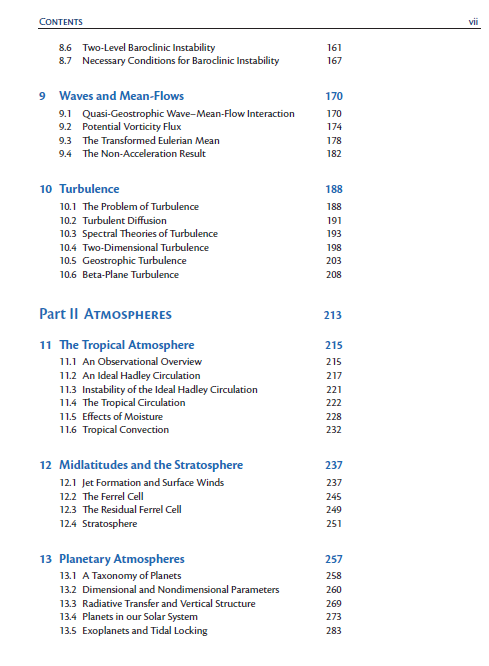 CONTENTS vii
8.6 Two-Level Baroclinic Instability 161
8.7 Necessary Conditions for Baroclinic Instability 167
9 Waves and Mean-Flows 170
9.1 Quasi-Geostrophic Wave–Mean-Flow Interaction 170
9.2 Potential Vorticity Flux 174
9.3 The Transformed Eulerian Mean 178
9.4 The Non-Acceleration Result 182
10 Turbulence 188
10.1 The Problem of Turbulence 188
10.2 Turbulent Diffusion 191
10.3 Spectral Theories of Turbulence 193
10.4 Two-Dimensional Turbulence 198
10.5 Geostrophic Turbulence 203
10.6 Beta-Plane Turbulence 208
Part II ATMOSPHERES 213
11 The Tropical Atmosphere 215
11.1 An Observational Overview 215
11.2 An Ideal Hadley Circulation 217
11.3 Instability of the Ideal Hadley Circulation 221
11.4 The Tropical Circulation 222
11.5 Effects of Moisture 228
11.6 Tropical Convection 232
12 Midlatitudes and the Stratosphere 237
12.1 Jet Formation and Surface Winds 237
12.2 The Ferrel Cell 245
12.3 The Residual Ferrel Cell 249
12.4 Stratosphere 251
13 Planetary Atmospheres 257
13.1 A Taxonomy of Planets 258
13.2 Dimensional and Nondimensional Parameters 260
13.3 Radiative Transfer and Vertical Structure 269
13.4 Planets in our Solar System 273
13.5 Exoplanets and Tidal Locking 283